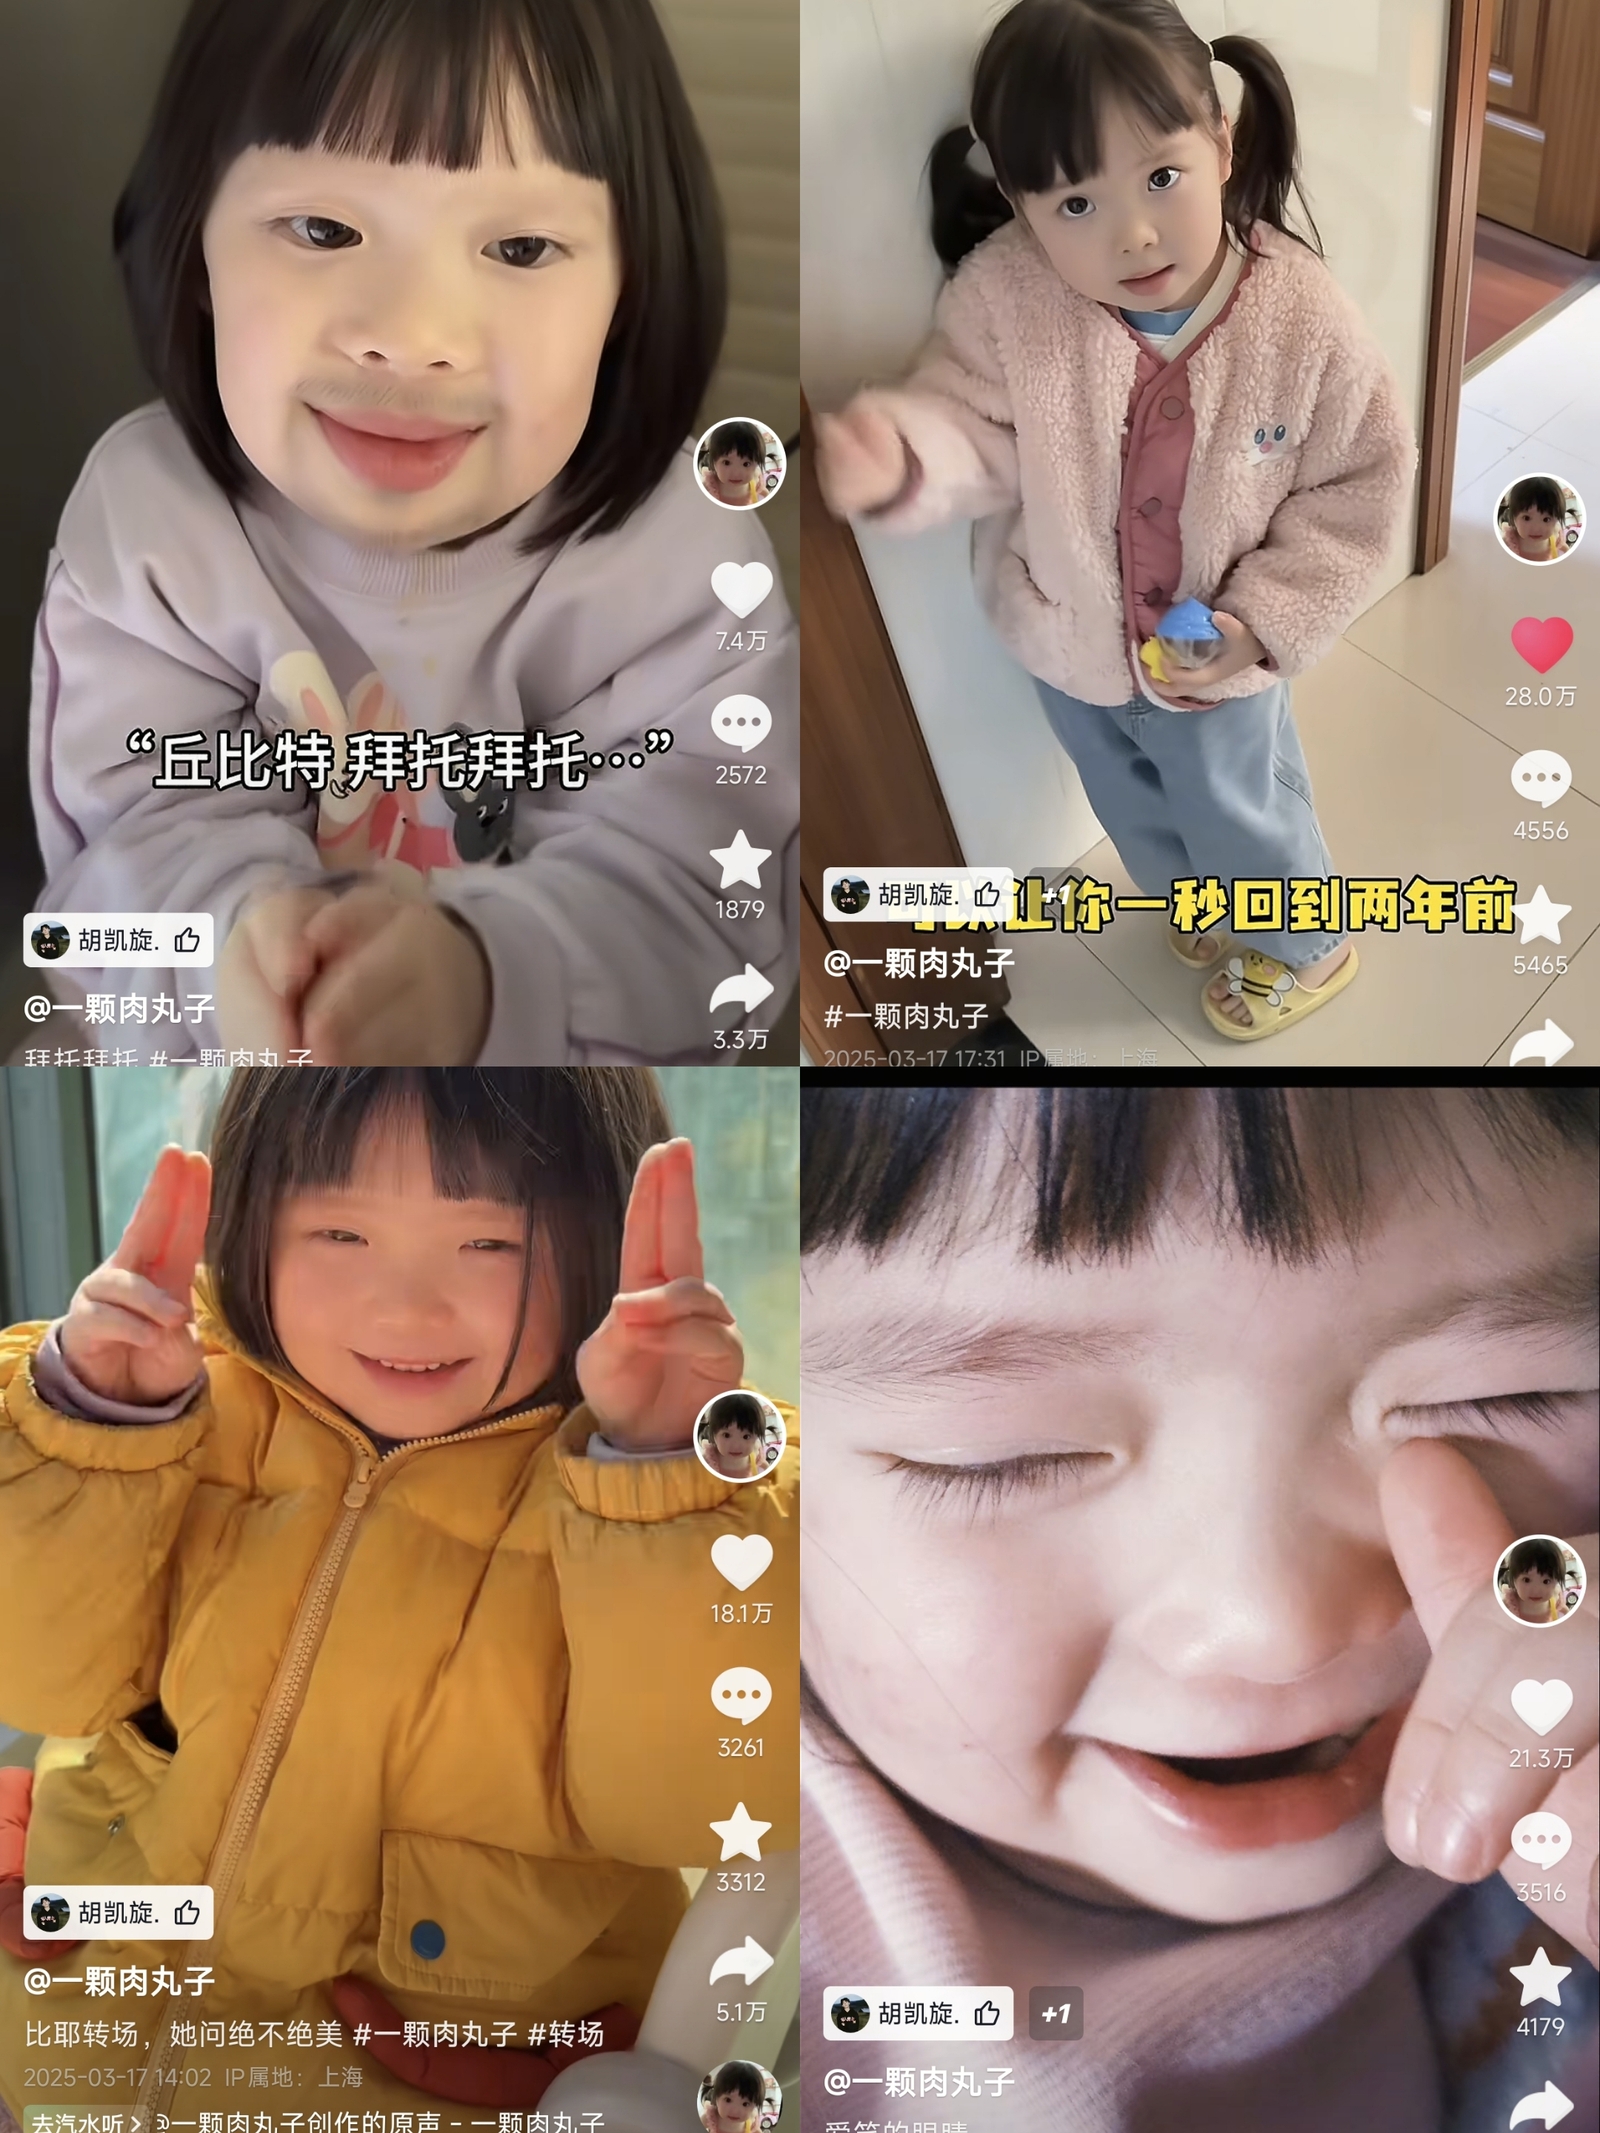 “丘比特 拜托拜托…”
7.4万
2572
1879
3.3万
胡凯旋.
@一颗肉丸子
拜托拜托 #一颗肉丸子
28.0万
4556
5465
胡凯旋.
+1
可以让你一秒回到两年前
@一颗肉丸子
#一颗肉丸子
2025-03-17 17:31 IP属地：上海
18.1万
3261
3312
5.1万
胡凯旋.
@一颗肉丸子
比耶转场，她问绝不绝美 #一颗肉丸子 #转场
2025-03-17 14:02 IP属地：上海
去汽水听 > @一颗肉丸子创作的原声 - 一颗肉丸子
21.3万
3516
4179
胡凯旋.
+1
@一颗肉丸子
爱笑的眼睛